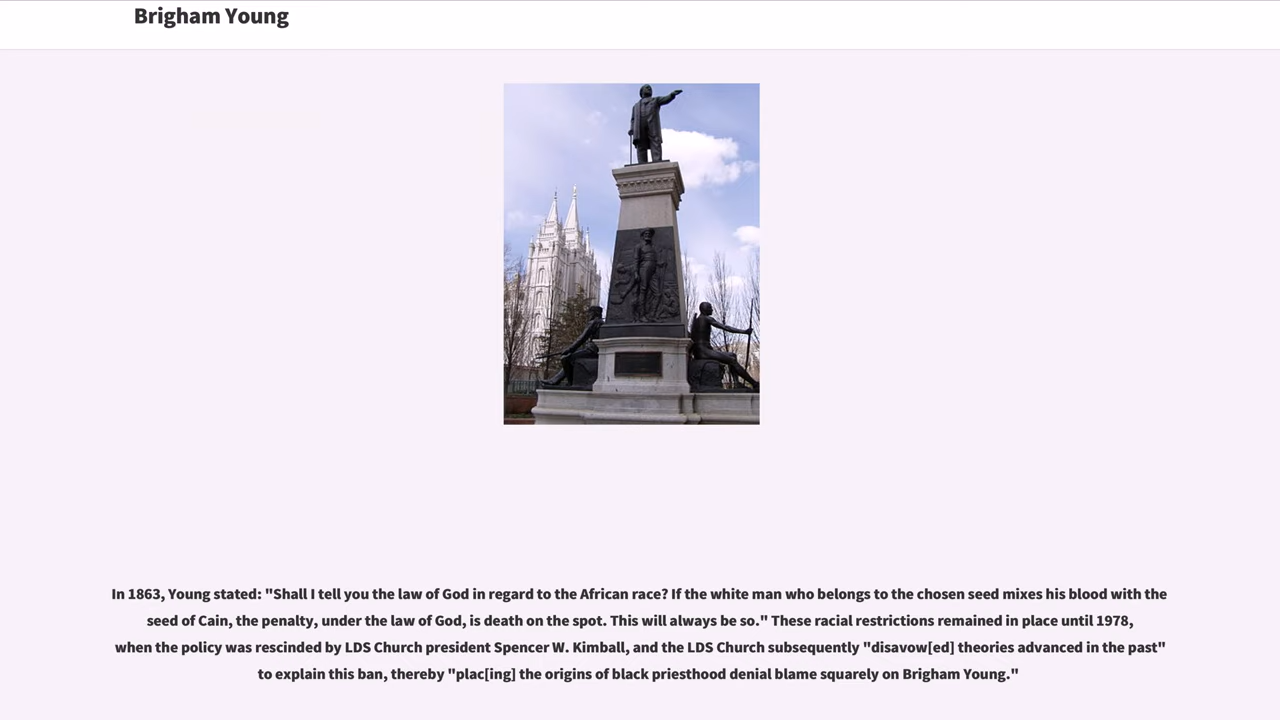 Brigham Young
In 1863, Young stated: "Shall I tell you the law of God in regard to the African race? If the white man who belongs to the chosen seed mixes his blood with the
seed of Cain, the penalty, under the law of God, is death on the spot. This will always be so." These racial restrictions remained in place until 1978,
when the policy was rescinded by LDS Church president Spencer W. Kimball, and the LDS Church subsequently "disavow[ed] theories advanced in the past"
to explain this ban, thereby "plac[ing] the origins of black priesthood denial blame squarely on Brigham Young."